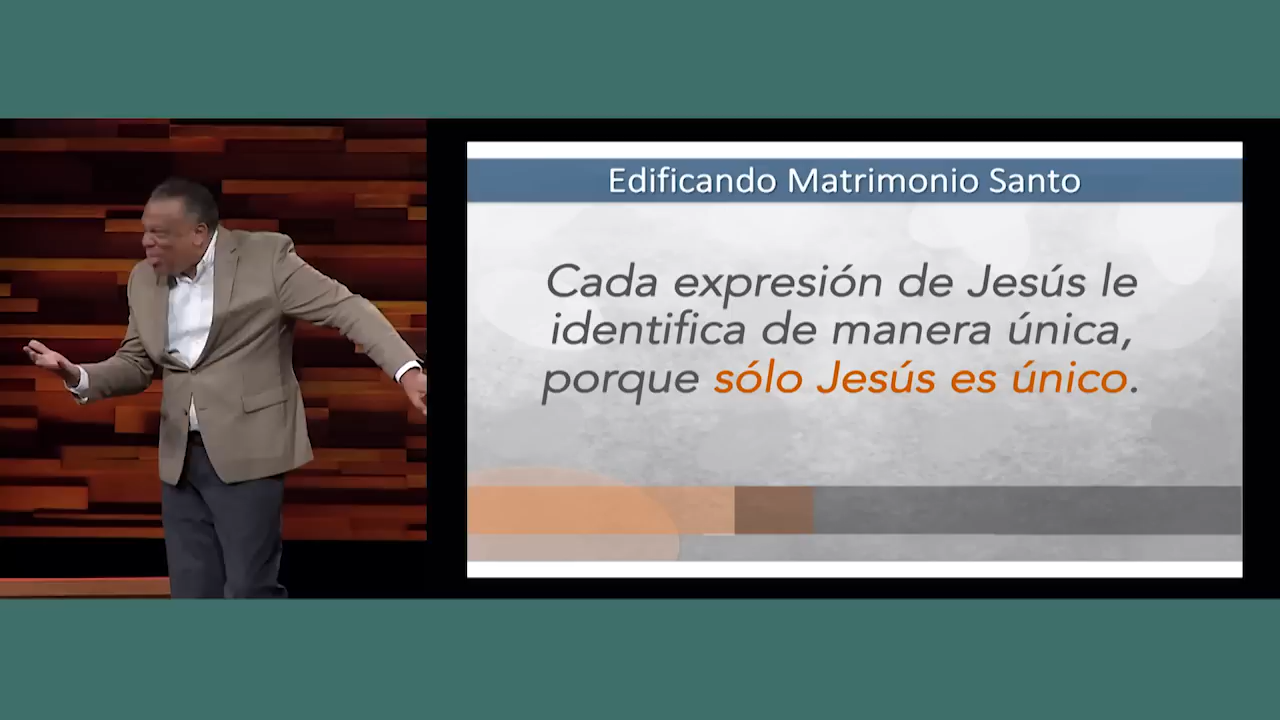 Edificando Matrimonio Santo
Cada expresión de Jesús le
identifica de manera única,
porque sólo Jesús es único.